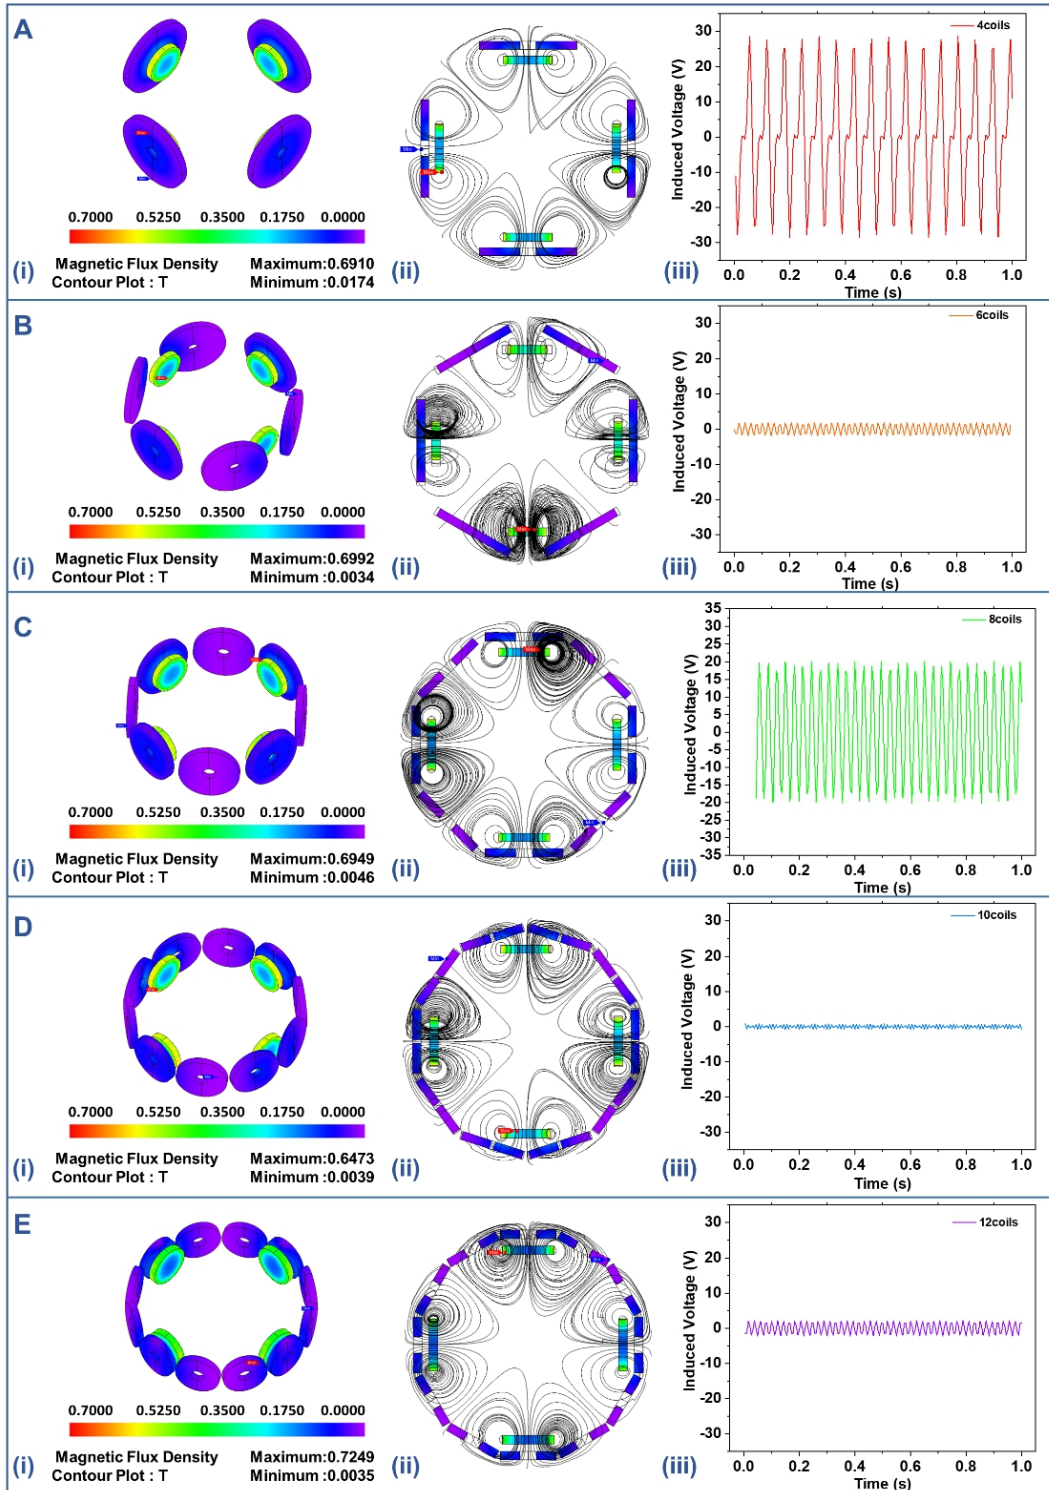 A
0.7000 0.5250 0.3500 0.1750 0.0000
Magnetic Flux Density Maximum:0.6910
Contour Plot : T Minimum :0.0174
(i)
(ii)
(iii)
4coils
Induced Voltage (V)
30
20
10
0
-10
-20
-30
0.0 0.2 0.4 0.6 0.8 1.0
Time (s)
B
0.7000 0.5250 0.3500 0.1750 0.0000
Magnetic Flux Density Maximum:0.6992
Contour Plot : T Minimum :0.0034
(i)
(ii)
(iii)
6coils
Induced Voltage (V)
30
20
10
0
-10
-20
-30
0.0 0.2 0.4 0.6 0.8 1.0
Time (s)
C
0.7000 0.5250 0.3500 0.1750 0.0000
Magnetic Flux Density Maximum:0.6949
Contour Plot : T Minimum :0.0046
(i)
(ii)
(iii)
8coils
Induced Voltage (V)
35
30
25
20
15
10
5
0
-5
-10
-15
-20
-25
-30
-35
0.0 0.2 0.4 0.6 0.8 1.0
Time (s)
D
0.7000 0.5250 0.3500 0.1750 0.0000
Magnetic Flux Density Maximum:0.6473
Contour Plot : T Minimum :0.0039
(i)
(ii)
(iii)
10coils
Induced Voltage (V)
30
20
10
0
-10
-20
-30
0.0 0.2 0.4 0.6 0.8 1.0
Time (s)
E
0.7000 0.5250 0.3500 0.1750 0.0000
Magnetic Flux Density Maximum:0.7249
Contour Plot : T Minimum :0.0035
(i)
(ii)
(iii)
12coils
Induced Voltage (V)
30
20
10
0
-10
-20
-30
0.0 0.2 0.4 0.6 0.8 1.0
Time (s)